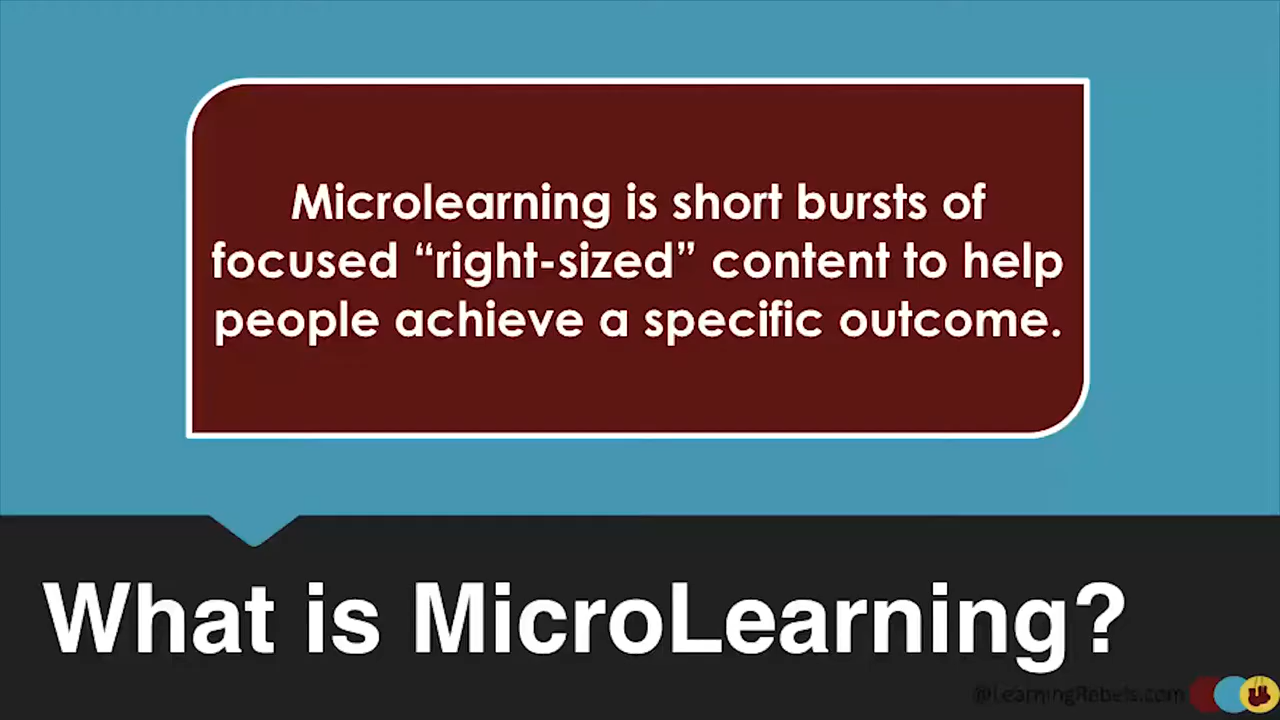 Microlearning is short bursts of
focused “right-sized” content to help
people achieve a specific outcome.
What is MicroLearning?
@LearningRebels.com